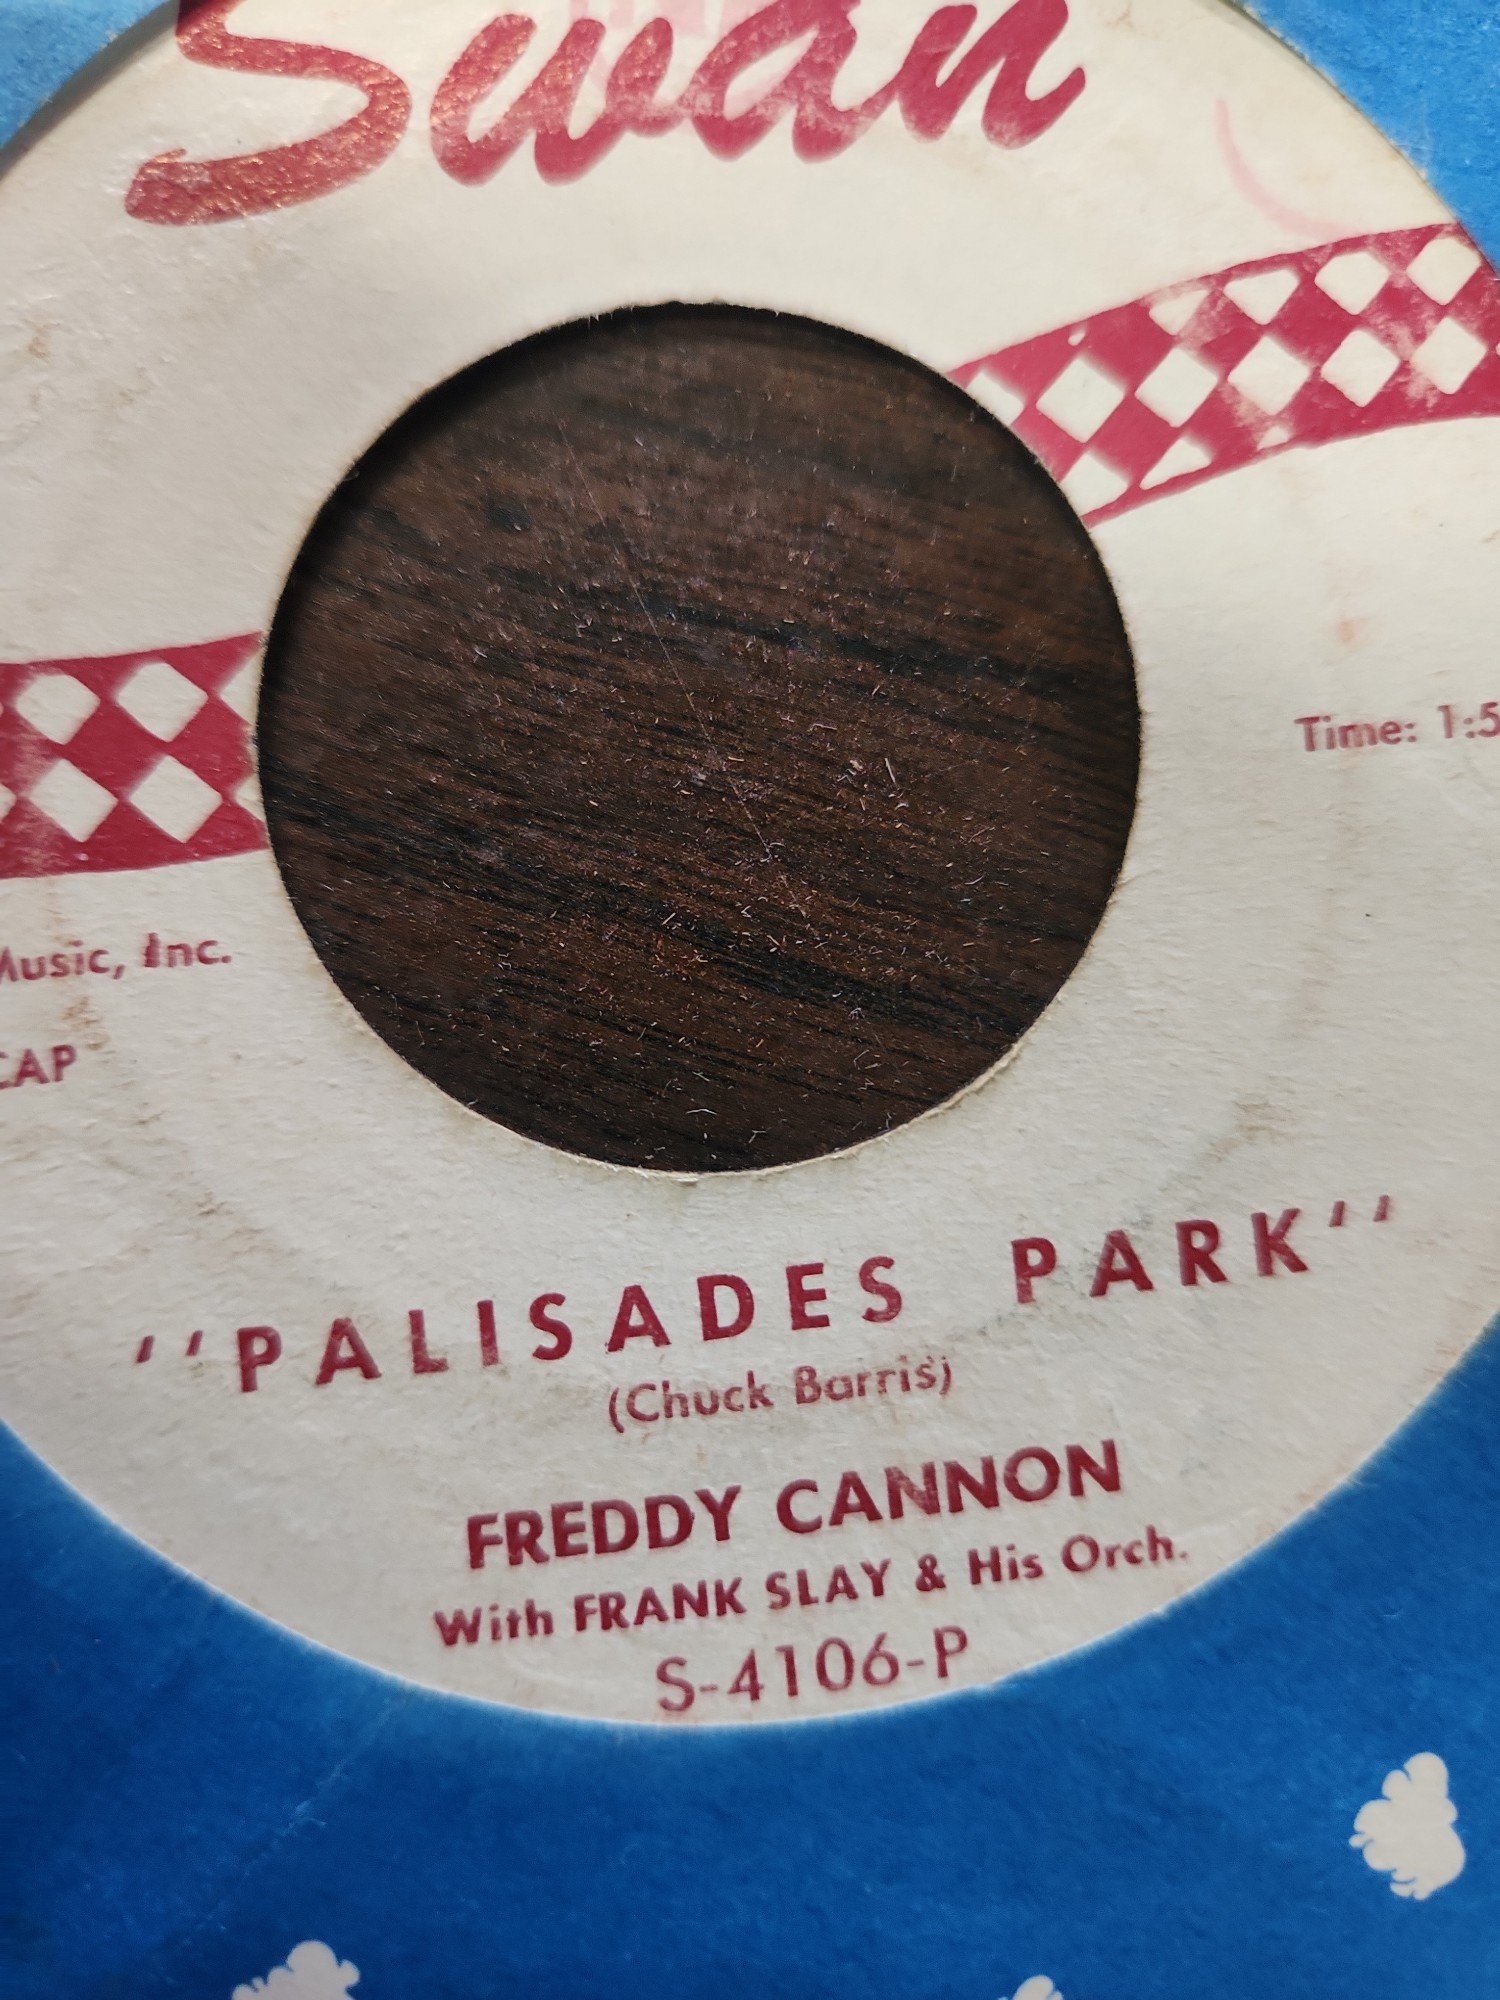 Swan
Time: 1:5
Music, Inc.
CAP
"PALISADES PARK"
(Chuck Barris)
FREDDY CANNON
With FRANK SLAY & His Orch.
S-4106-P